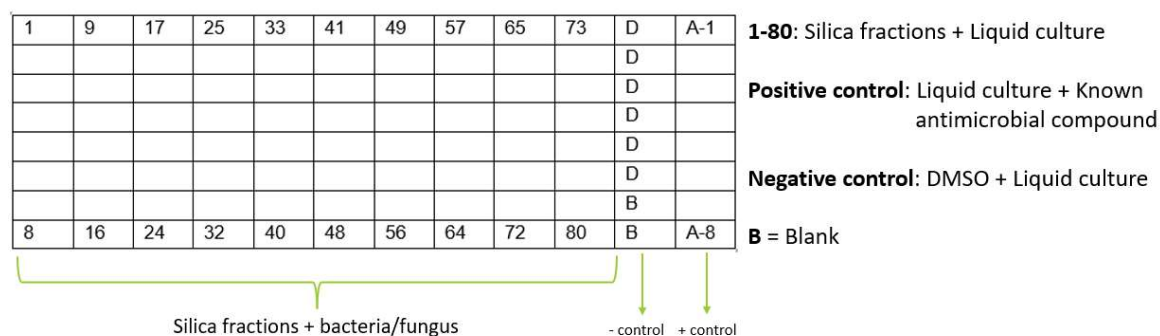 1 9 17 25 33 41 49 57 65 73 D A-1
D
D
D
D
D
B
8 16 24 32 40 48 56 64 72 80 B A-8
1-80: Silica fractions + Liquid culture
Positive control: Liquid culture + Known
antimicrobial compound
Negative control: DMSO + Liquid culture
B = Blank
Silica fractions + bacteria/fungus
- control + control